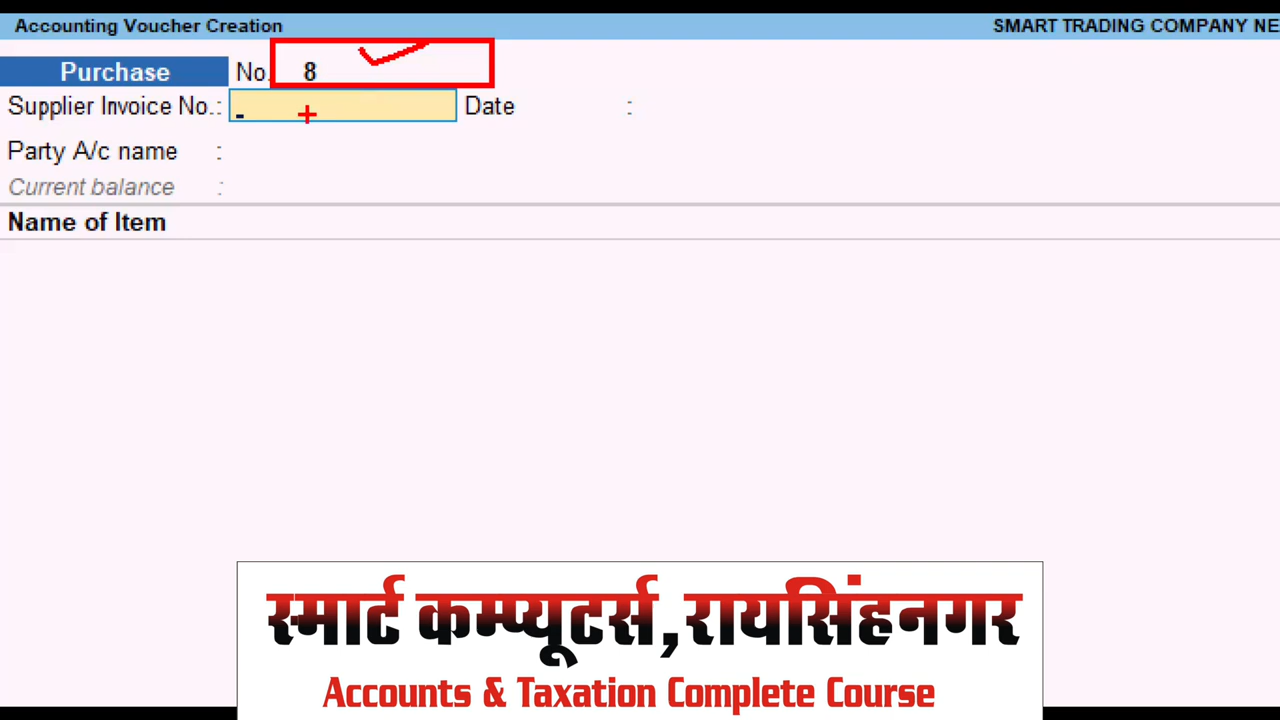 Accounting Voucher Creation SMART TRADING COMPANY NE
Purchase No. 8
Supplier Invoice No.: Date :
Party A/c name :
Current balance :
Name of Item
स्मार्ट कम्प्यूटर्स,रायसिंहनगर
Accounts & Taxation Complete Course